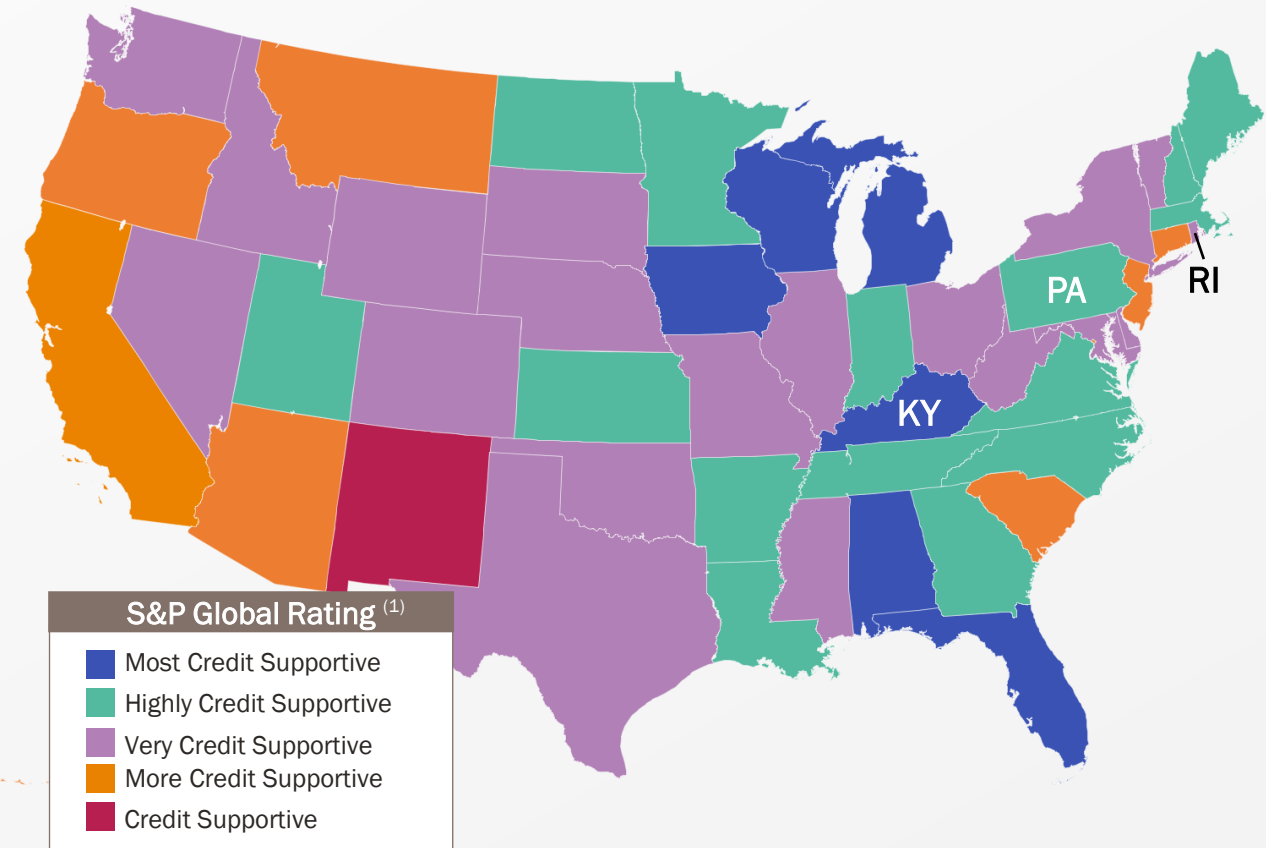 RI
PA
KY
S&P Global Rating (1)
Most Credit Supportive
Highly Credit Supportive
Very Credit Supportive
More Credit Supportive
Credit Supportive